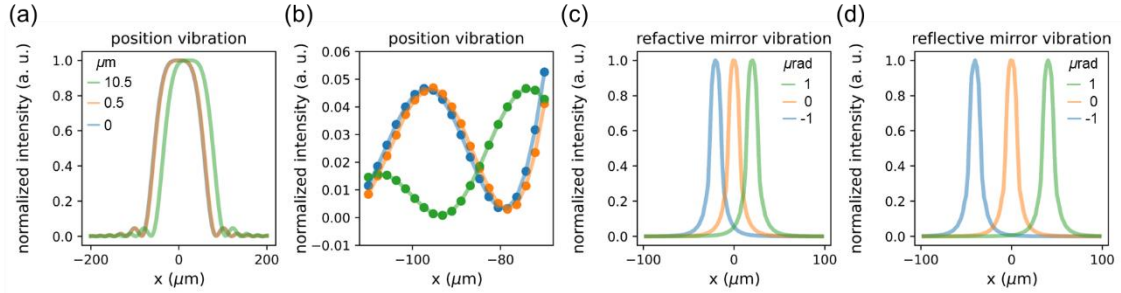 (a)
position vibration
normalized intensity (a. u.)
1.0
0.8
0.6
0.4
0.2
0.0
μm
10.5
0.5
0
−200
0
200
x (μm)
(b)
position vibration
normalized intensity (a. u.)
0.06
0.05
0.04
0.03
0.02
0.01
0.00
−0.01
−100
−80
x (μm)
(c)
refactive mirror vibration
normalized intensity (a. u.)
1.0
0.8
0.6
0.4
0.2
0.0
μrad
1
0
-1
−100
0
100
x (μm)
(d)
reflective mirror vibration
normalized intensity (a. u.)
1.0
0.8
0.6
0.4
0.2
0.0
μrad
1
0
-1
−100
0
100
x (μm)